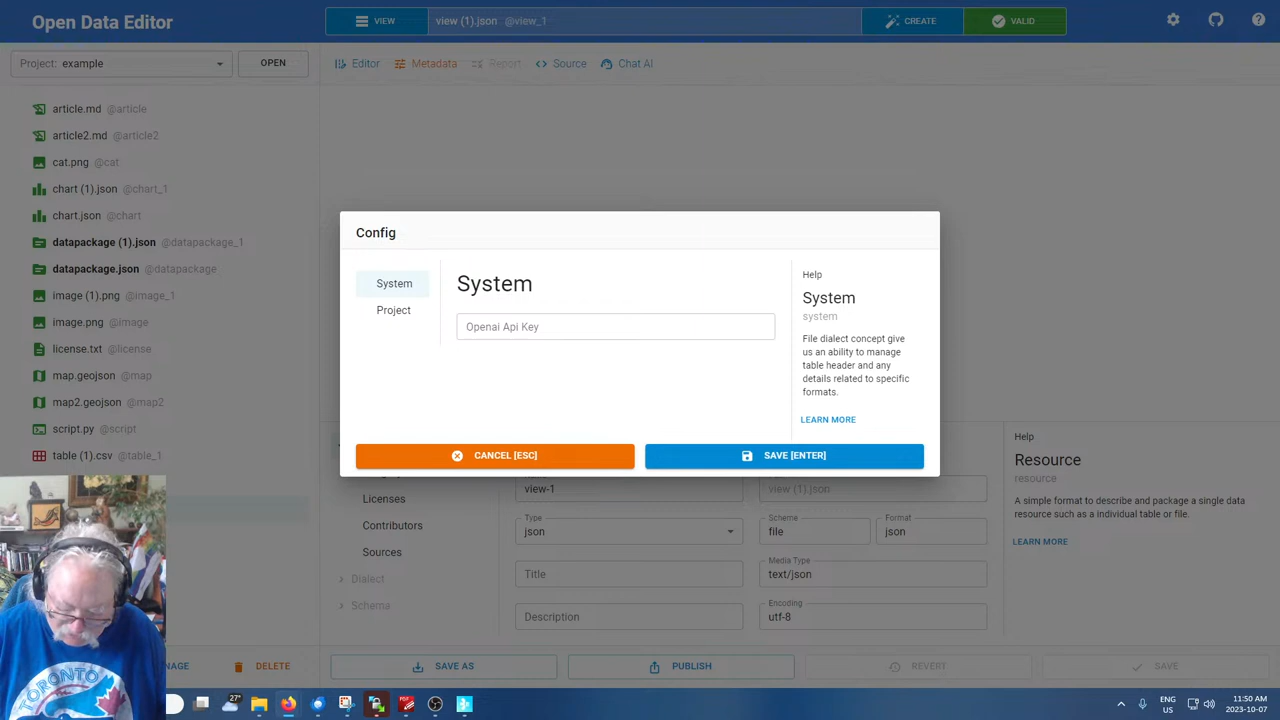 Open Data Editor
VIEW
view (1).json @view_1
CREATE
VALID
Project: example
OPEN
Editor
Metadata
Report
Source
Chat AI
article.md @article
article2.md @article2
cat.png @cat
chart (1).json @chart_1
chart.json @chart
datapackage (1).json @datapackage_1
datapackage.json @datapackage
image (1).png @image_1
image.png @image
license.txt @license
map.geojson @map
map2.geojson @map2
script.py @script
table (1).csv @table_1
Config
System
Project
System
Openai Api Key
Help
System
system
File dialect concept give
us an ability to manage
table header and any
details related to specific
formats.
LEARN MORE
CANCEL [ESC]
SAVE [ENTER]
Licenses
Contributors
Sources
Dialect
Schema
view-1
view (1).json
Type
json
Scheme
file
Format
json
Title
Media Type
text/json
Description
Encoding
utf-8
Help
Resource
resource
A simple format to describe and package a single data
resource such as a individual table or file.
LEARN MORE
NAGE
DELETE
SAVE AS
PUBLISH
REVERT
SAVE
TORONTO
27°
PDF
ENG
US
11:50 AM
2023-10-07